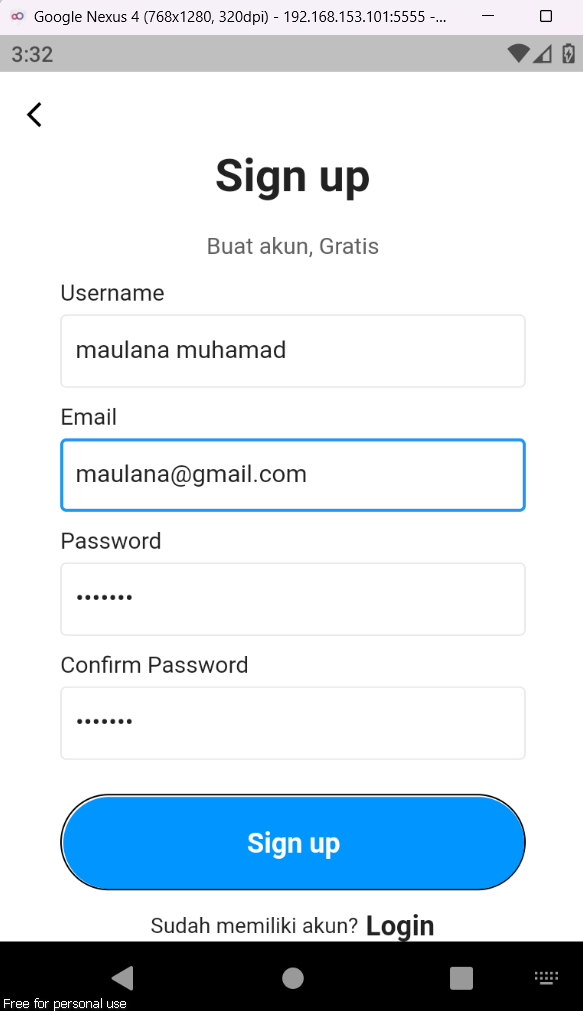 Google Nexus 4 (768x1280, 320dpi) - 192.168.153.101:5555 -...
3:32
Sign up
Buat akun, Gratis
Username
maulana muhamad
Email
maulana@gmail.com
Password
•••••••
Confirm Password
•••••••
Sign up
Sudah memiliki akun? Login
Free for personal use